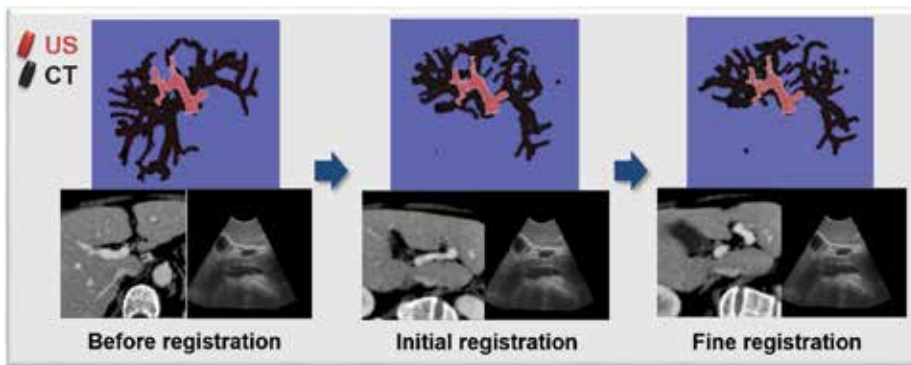 US
CT
Before registration
Initial registration
Fine registration